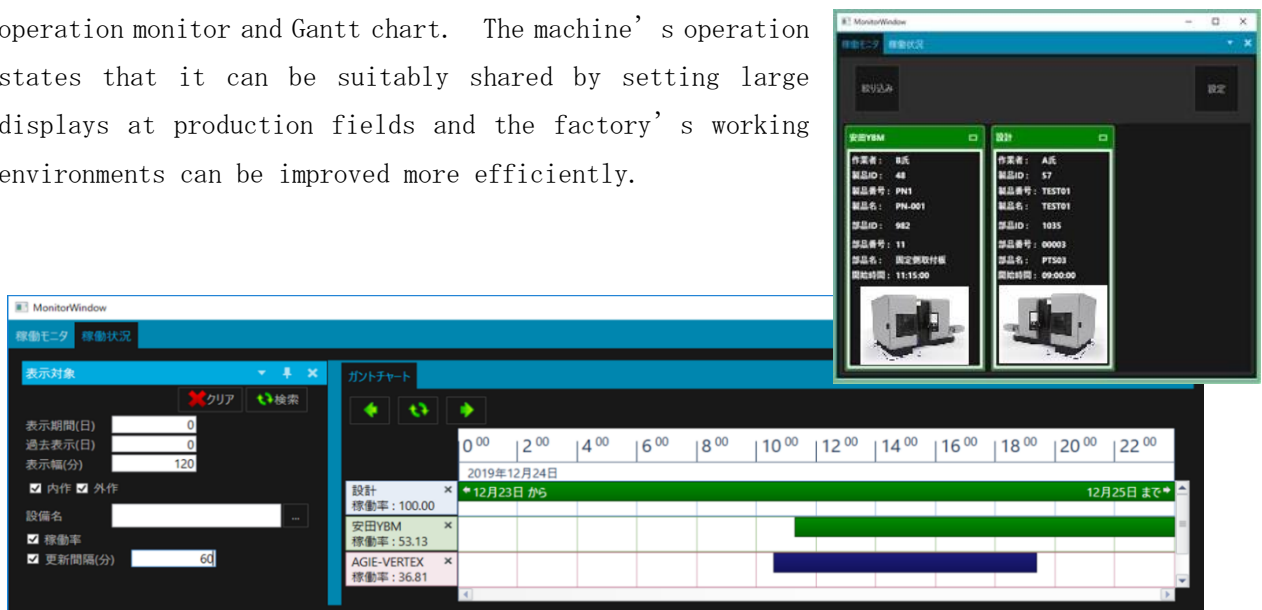 operation monitor and Gantt chart. The machine's operation
states that it can be suitably shared by setting large
displays at production fields and the factory's working
environments can be improved more efficiently.
MonitorWindow
稼働モニタ 稼働状況
絞り込み
設定
安田YBM
作業者： B氏
製品ID： 48
製品番号： PN1
製品名： PN-001
部品ID： 982
部品番号： 11
部品名： 固定側取付板
開始時間： 11:15:00
設計
作業者： A氏
製品ID： 57
製品番号： TEST01
製品名： TEST01
部品ID： 1035
部品番号： 00003
部品名： PTS03
開始時間： 09:00:00
MonitorWindow
稼働モニタ 稼働状況
表示対象
クリア 検索
表示期間(日) 0
過去表示(日) 0
表示幅(分) 120
内作 外作
設備名 ...
稼働率
更新間隔(分) 60
ガントチャート
0 00 2 00 4 00 6 00 8 00 10 00 12 00 14 00 16 00 18 00 20 00 22 00
2019年12月24日
設計
稼働率 : 100.00
12月23日 から 12月25日 まで
安田YBM
稼働率 : 53.13
AGIE-VERTEX
稼働率 : 36.81